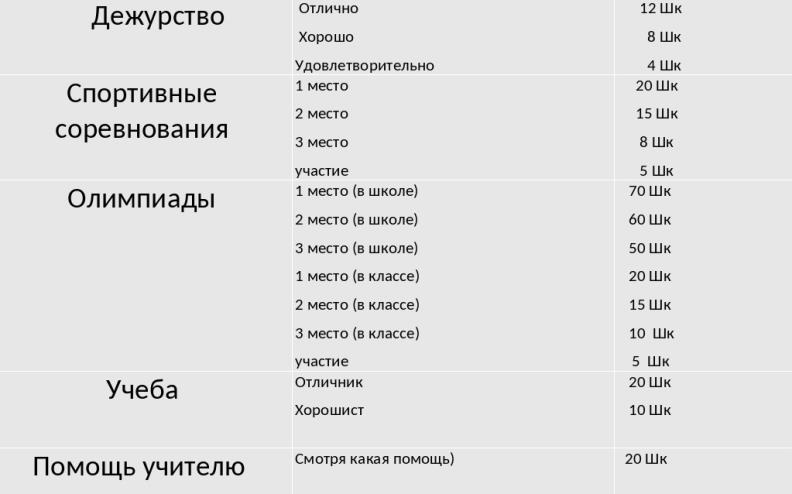 Дежурство
Отлично 12 Шк
Хорошо 8 Шк
Удовлетворительно 4 Шк
Спортивные
соревнования
1 место 20 Шк
2 место 15 Шк
3 место 8 Шк
участие 5 Шк
Олимпиады
1 место (в школе) 70 Шк
2 место (в школе) 60 Шк
3 место (в школе) 50 Шк
1 место (в классе) 20 Шк
2 место (в классе) 15 Шк
3 место (в классе) 10 Шк
участие 5 Шк
Учеба
Отличник 20 Шк
Хорошист 10 Шк
Помощь учителю
Смотря какая помощь) 20 Шк